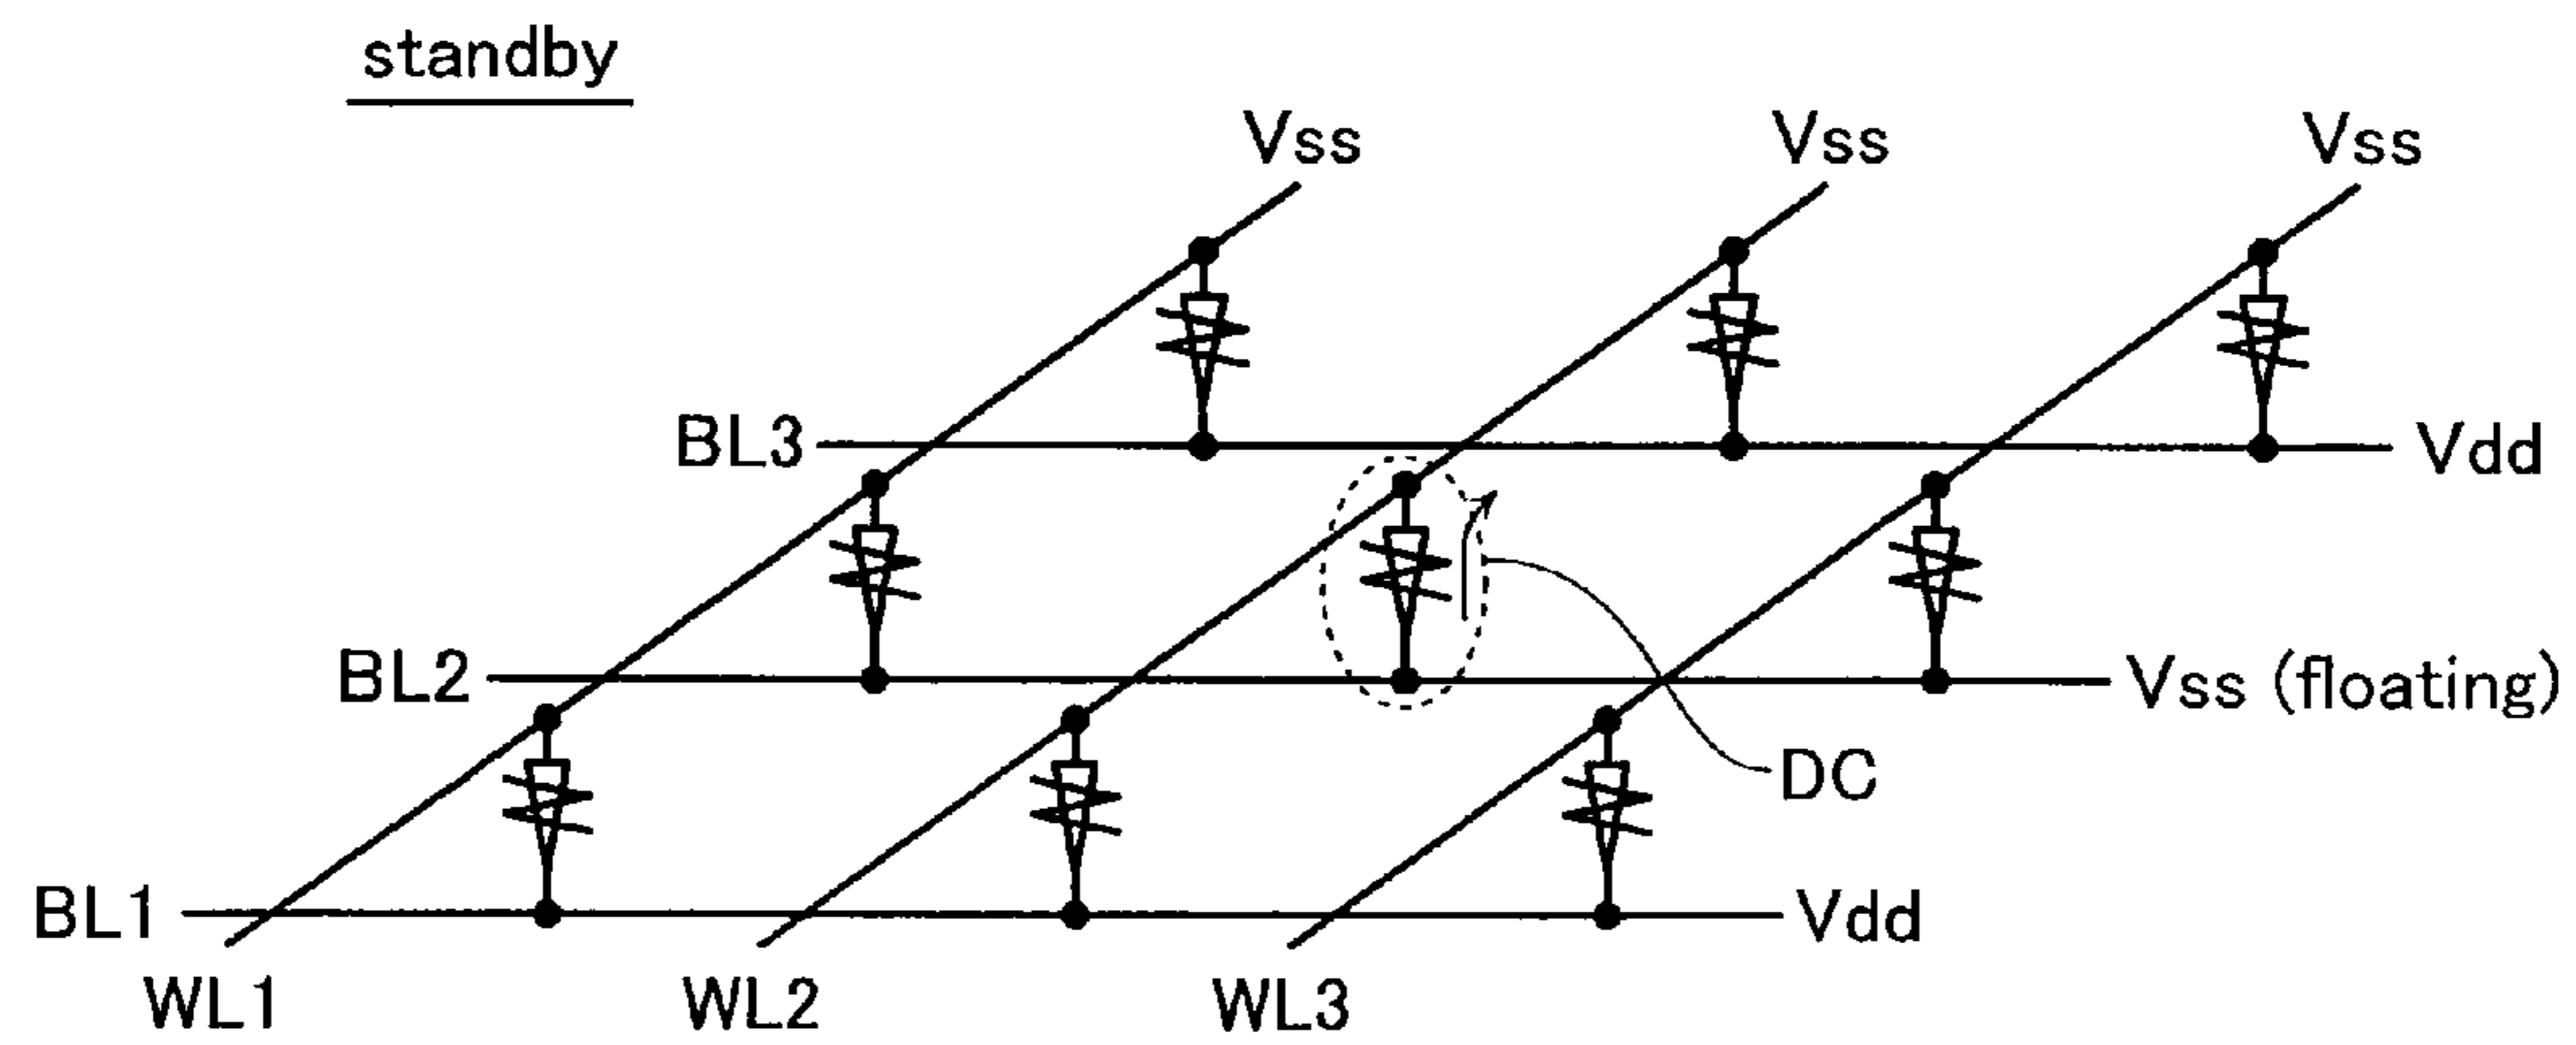 standby
Vss Vss Vss
BL3 Vdd
BL2 Vss (floating)
DC
BL1 Vdd
WL1 WL2 WL3